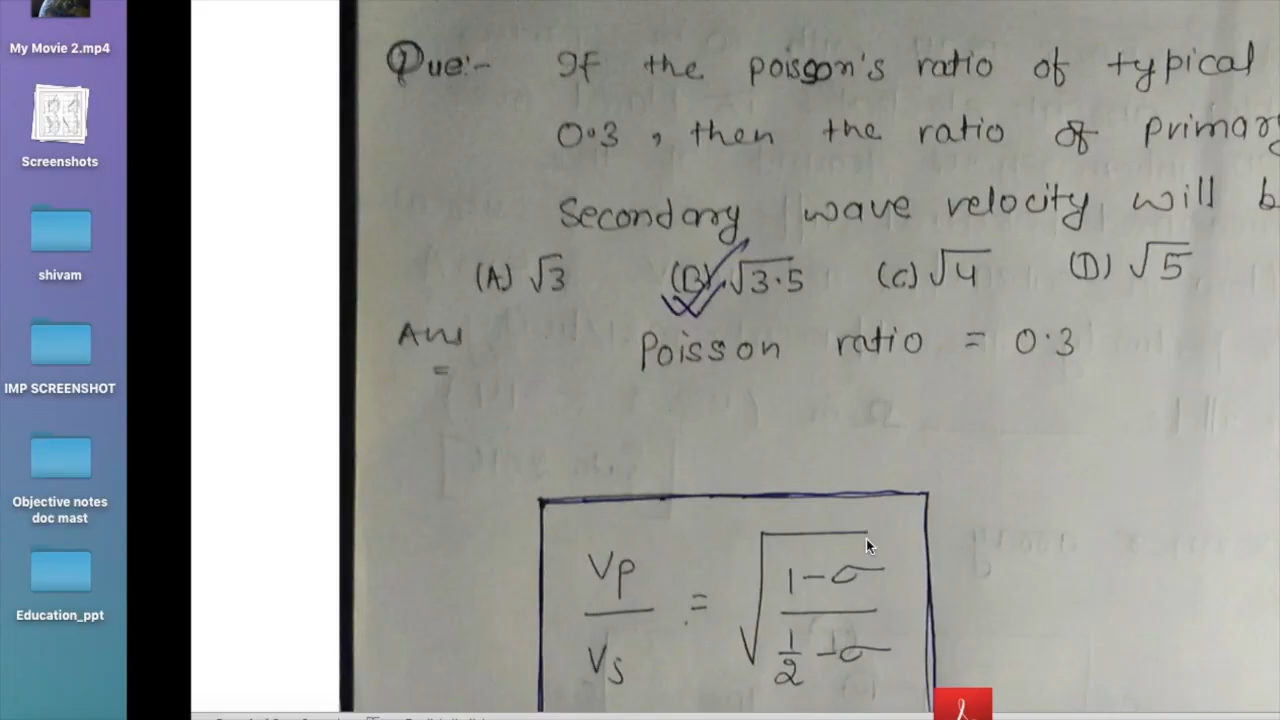 My Movie 2.mp4
Screenshots
shivam
IMP SCREENSHOT
Objective notes
doc mast
Education_ppt
Que:- If the poisson's ratio of typical
0.3, then the ratio of primary
Secondary wave velocity will b
(A) √3 (B) √3.5 (C) √4 (D) √5
Ans Poisson ratio = 0.3
Vp/Vs = √(1-σ)/(1/2-σ)